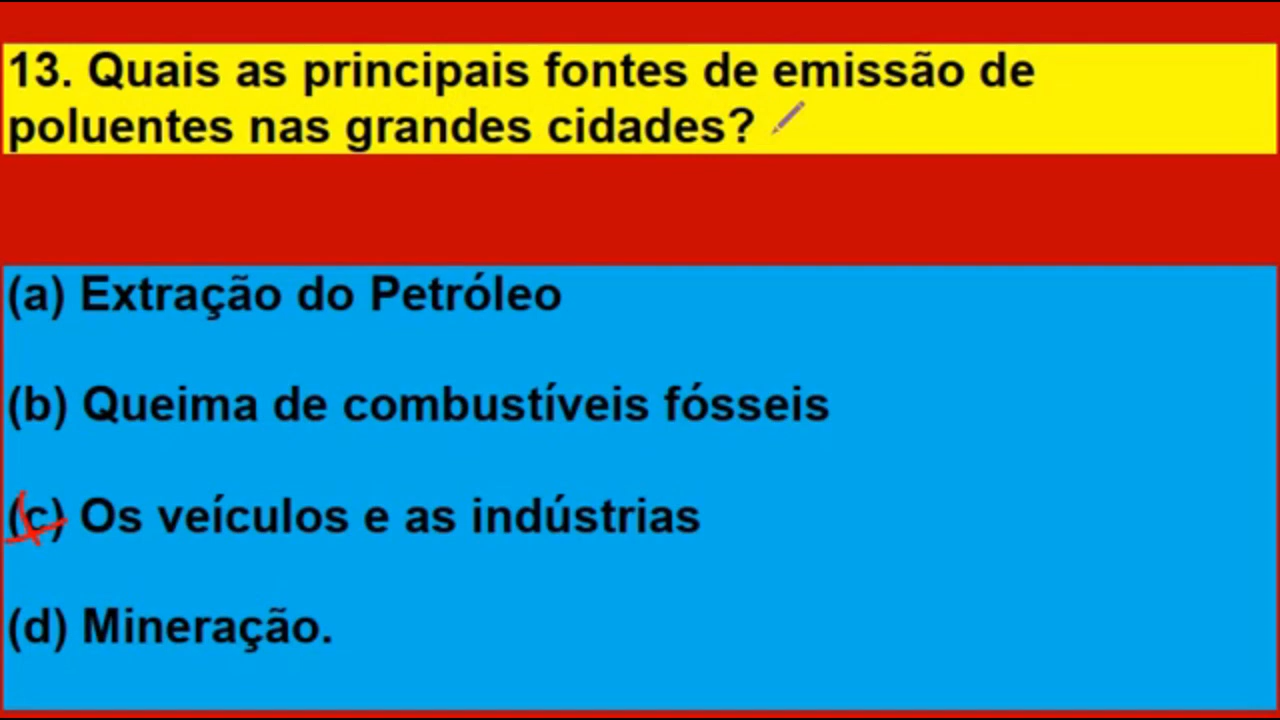 13. Quais as principais fontes de emissão de
poluentes nas grandes cidades?
(a) Extração do Petróleo
(b) Queima de combustíveis fósseis
(c) Os veículos e as indústrias
(d) Mineração.